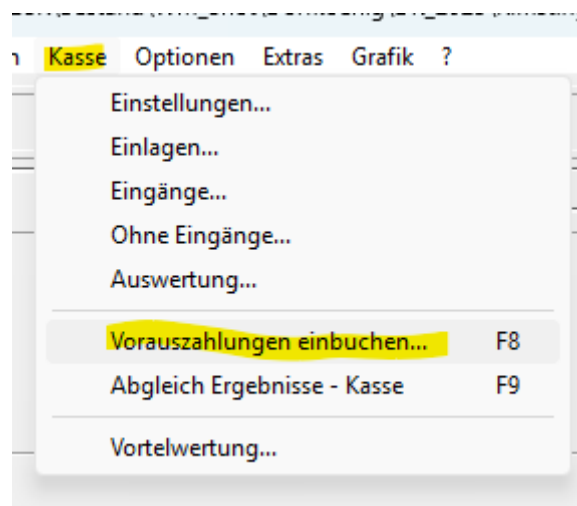 Kasse Optionen Extras Grafik ?
Einstellungen...
Einlagen...
Eingänge...
Ohne Eingänge...
Auswertung...
Vorauszahlungen einbuchen... F8
Abgleich Ergebnisse - Kasse F9
Vortelwertung...